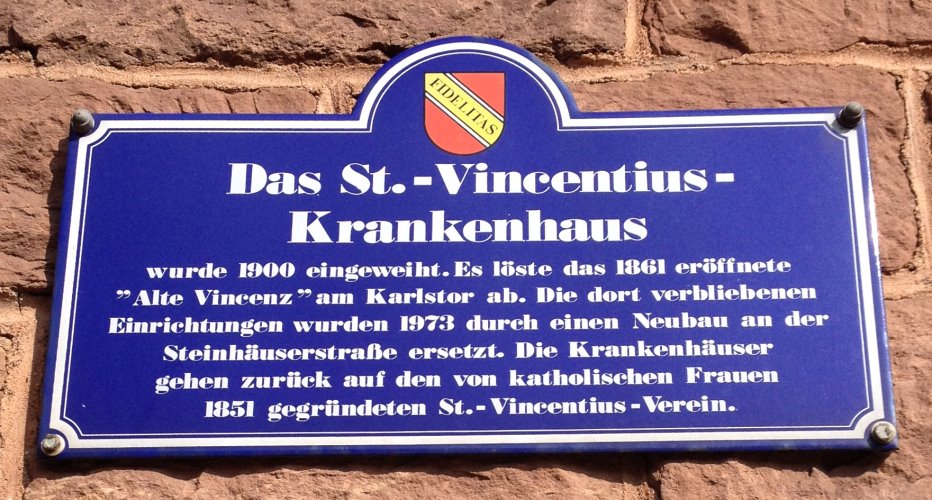 FIDELITAS
Das St.-Vincentius-
Krankenhaus
wurde 1900 eingeweiht. Es löste das 1861 eröffnete
"Alte Vincenz" am Karlstor ab. Die dort verbliebenen
Einrichtungen wurden 1973 durch einen Neubau an der
Steinhäuserstraße ersetzt. Die Krankenhäuser
gehen zurück auf den von katholischen Frauen
1851 gegründeten St.-Vincentius-Verein.